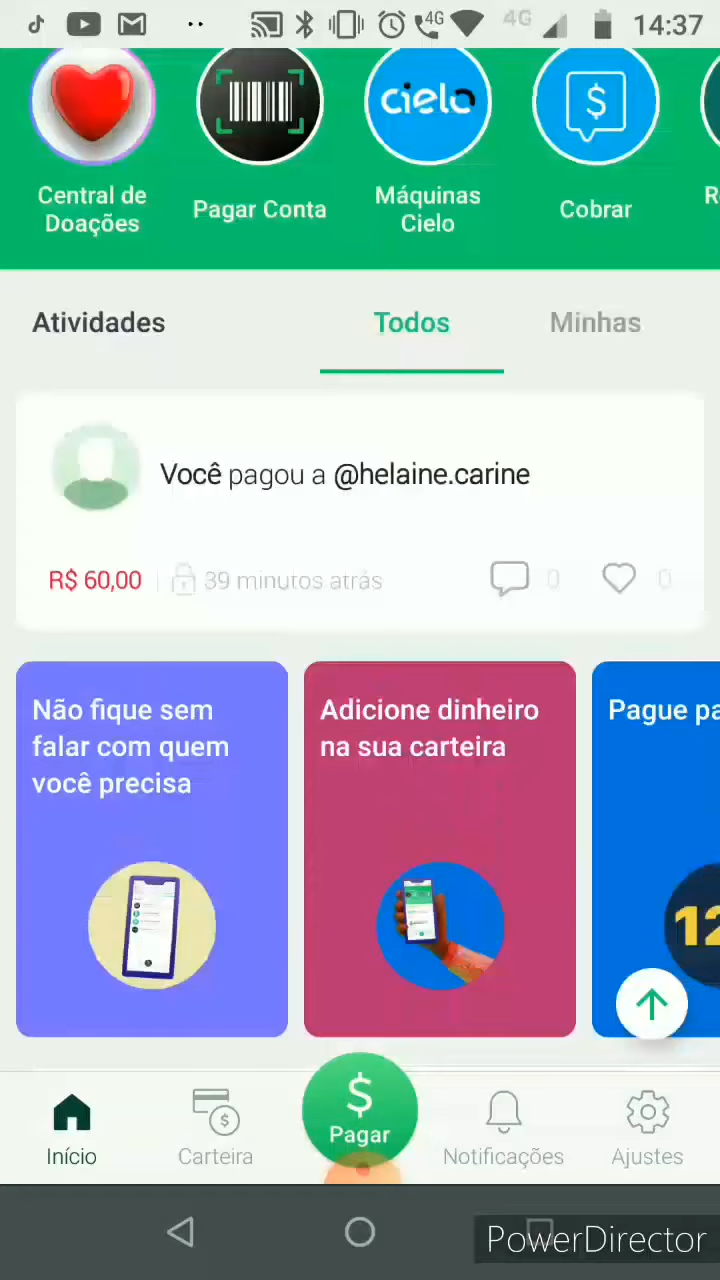 4G 4G 14:37
cielo
$
Central de
Doações
Pagar Conta
Máquinas
Cielo
Cobrar
R
Atividades
Todos
Minhas
Você pagou a @helaine.carine
R$ 60,00
39 minutos atrás
0
0
Não fique sem
falar com quem
você precisa
Adicione dinheiro
na sua carteira
Pague pa
12
$
$
Pagar
Início
Carteira
Notificações
Ajustes
PowerDirector